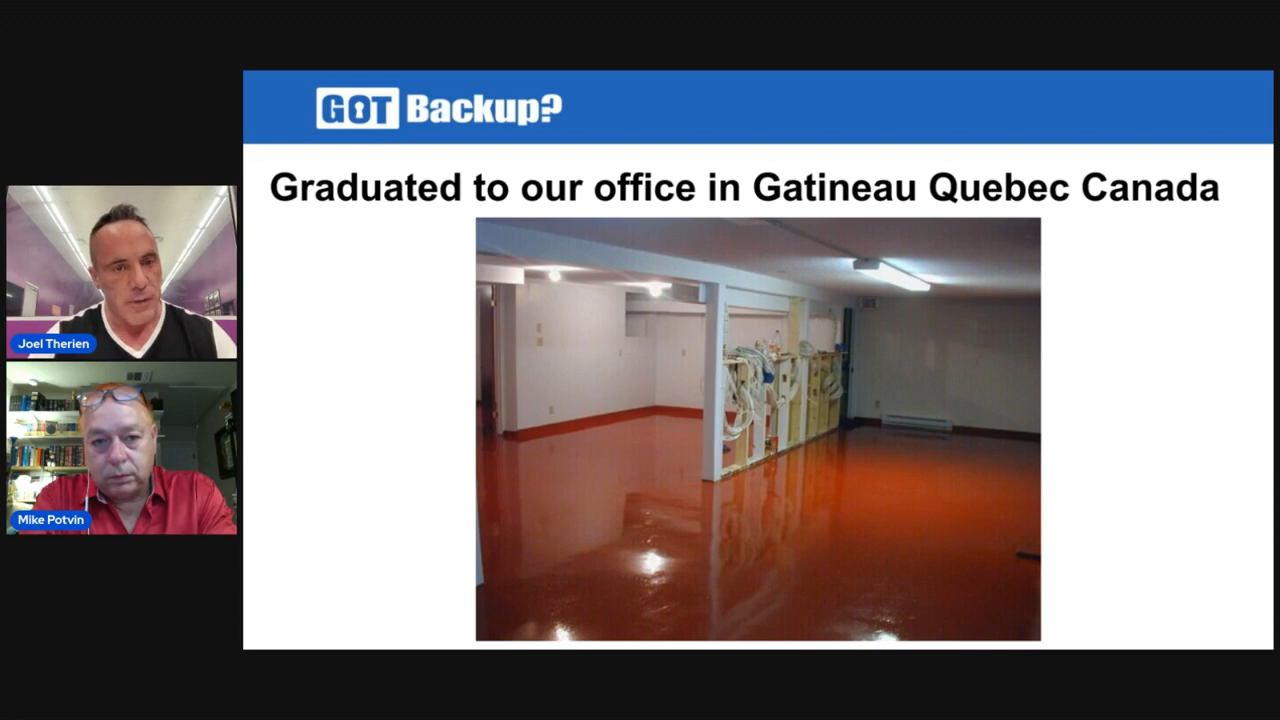 GOT Backup?
Graduated to our office in Gatineau Quebec Canada
Joel Therien
Mike Potvin